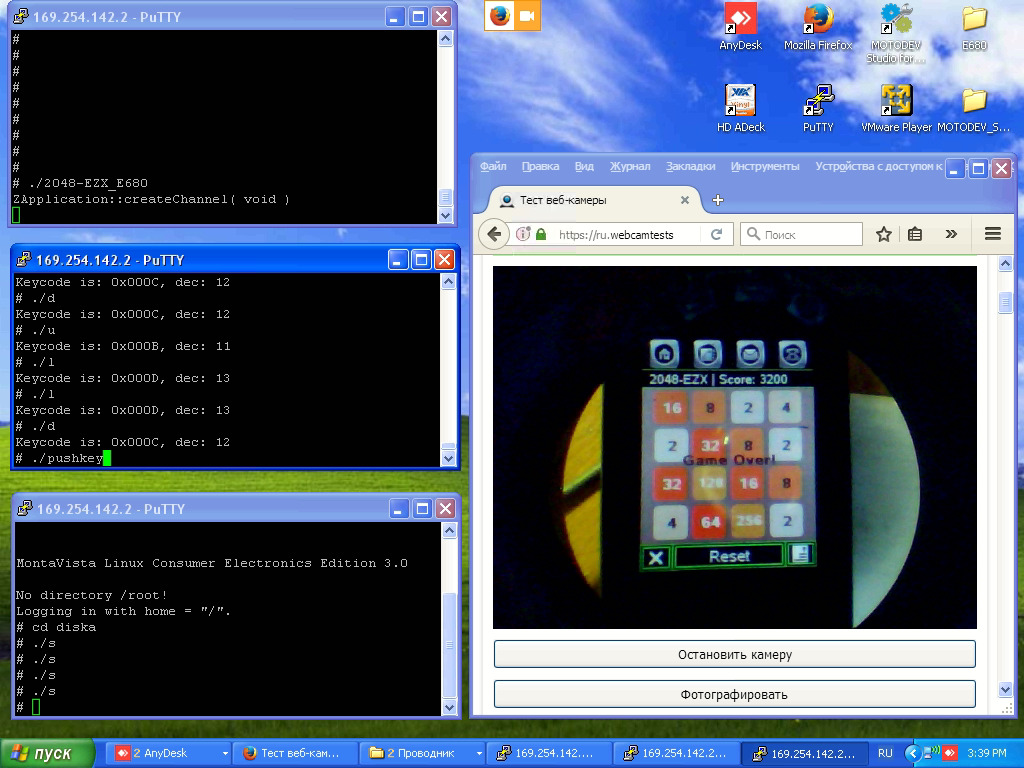 169.254.142.2 - PuTTY
#
#
#
#
#
#
#
#
#
# ./2048-EZX_E680
ZApplication::createChannel( void )
169.254.142.2 - PuTTY
Keycode is: 0x000C, dec: 12
# ./d
Keycode is: 0x000C, dec: 12
# ./u
Keycode is: 0x000B, dec: 11
# ./l
Keycode is: 0x000D, dec: 13
# ./l
Keycode is: 0x000D, dec: 13
# ./d
Keycode is: 0x000C, dec: 12
# ./pushkey
169.254.142.2 - PuTTY
MontaVista Linux Consumer Electronics Edition 3.0
No directory /root!
Logging in with home = "/".
# cd diska
# ./s
# ./s
# ./s
# ./s
#
AnyDesk
Mozilla Firefox
MOTODEV
Studio for...
E680
HD ADeck
PuTTY
VMware Player
MOTODEV_S...
Файл Правка Вид Журнал Закладки Инструменты Устройства с доступом к
Тест веб-камеры
https://ru.webcamtests
Поиск
2048-EZX | Score: 3200
16 8 2 4
2 32 8 2
Game Over!
32 128 16 8
4 64 256 2
Reset
Остановить камеру
Фотографировать
пуск
2 AnyDesk
Тест веб-кам...
2 Проводник
169.254.142....
169.254.142.2...
169.254.142.2...
RU
3:39 PM